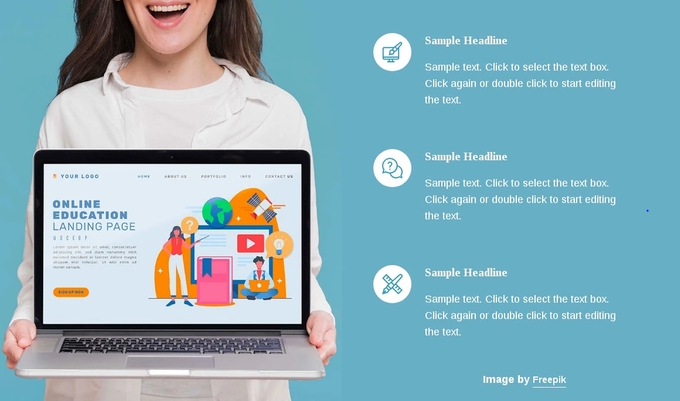 YOUR LOGO
HOME ABOUT US PORTFOLIO INFO CONTACT US
ONLINE
EDUCATION
LANDING PAGE
SIGN UP NOW
Sample Headline
Sample text. Click to select the text box.
Click again or double click to start editing
the text.
Sample Headline
Sample text. Click to select the text box.
Click again or double click to start editing
the text.
Sample Headline
Sample text. Click to select the text box.
Click again or double click to start editing
the text.
Image by Freepik